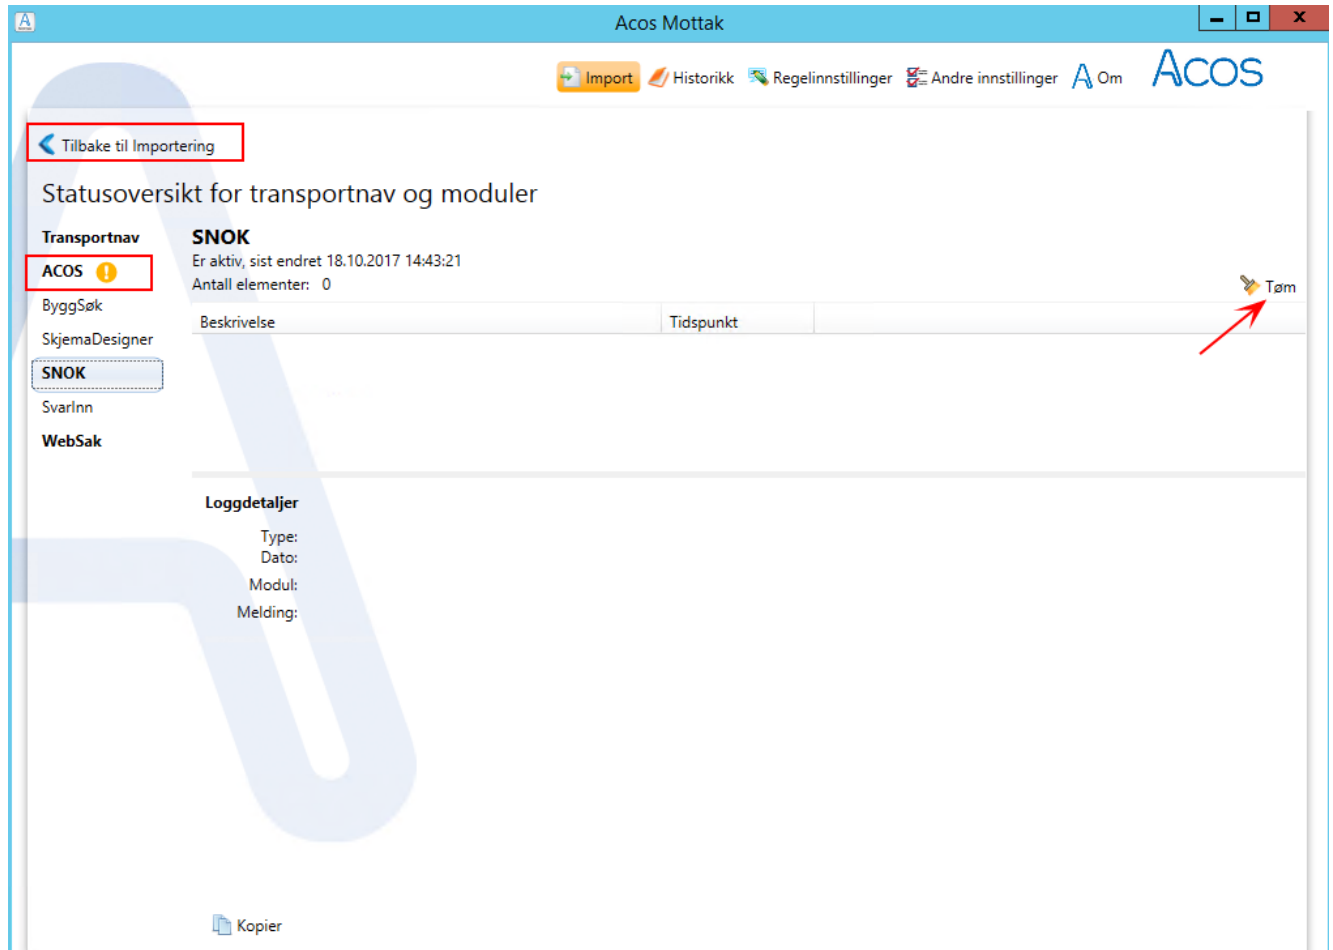 Acos Mottak
Import Historikk Regelinnstillinger Andre innstillinger Om Acos
Tilbake til Importering
Statusoversikt for transportnav og moduler
Transportnav
ACOS
ByggSøk
SkjemaDesigner
SNOK
SvarInn
WebSak
SNOK
Er aktiv, sist endret 18.10.2017 14:43:21
Antall elementer: 0
Tøm
Beskrivelse Tidspunkt
Loggdetaljer
Type:
Dato:
Modul:
Melding:
Kopier